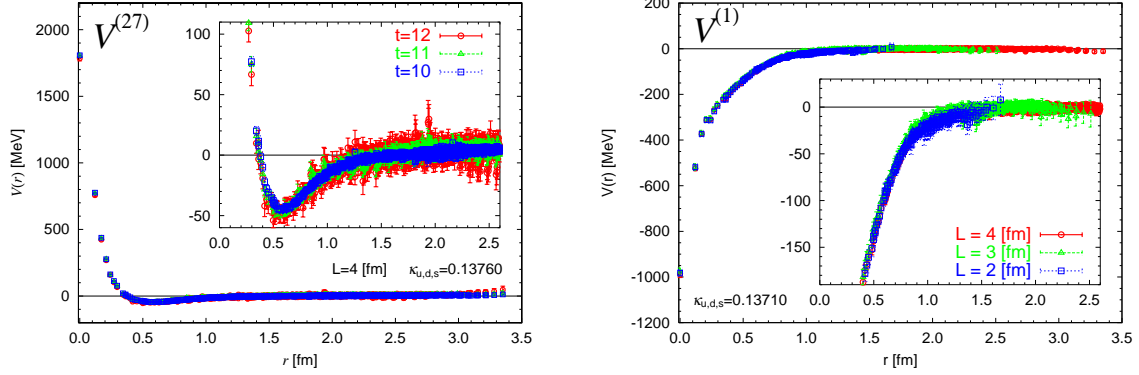 V(27)
V(r) [MeV]
2000
1500
1000
500
0
100
50
0
-50
t=12
t=11
t=10
0.0 0.5 1.0 1.5 2.0 2.5
L=4 [fm] κu,d,s=0.13760
0.0 0.5 1.0 1.5 2.0 2.5 3.0 3.5
r [fm]
V(1)
V(r) [MeV]
200
0
-200
-400
-600
-800
-1000
-1200
0
-50
-100
-150
L = 4 [fm]
L = 3 [fm]
L = 2 [fm]
0.0 0.5 1.0 1.5 2.0 2.5
κu,d,s=0.13710
0.0 0.5 1.0 1.5 2.0 2.5 3.0 3.5
r [fm]